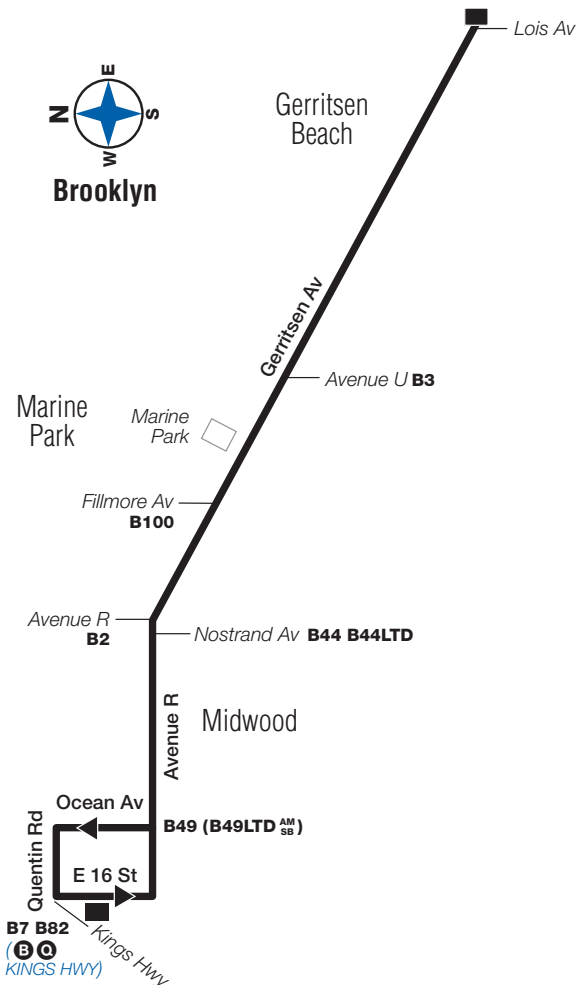 Lois Av
E
N
S
W
Brooklyn
Gerritsen
Beach
Gerritsen Av
Avenue U B3
Marine
Park
Marine
Park
Fillmore Av
B100
Avenue R
B2
Nostrand Av B44 B44LTD
Avenue R
Midwood
Ocean Av
B49 (B49LTD AM SB)
Quentin Rd
E 16 St
B7 B82
(B Q
KINGS HWY)
Kings Hwy